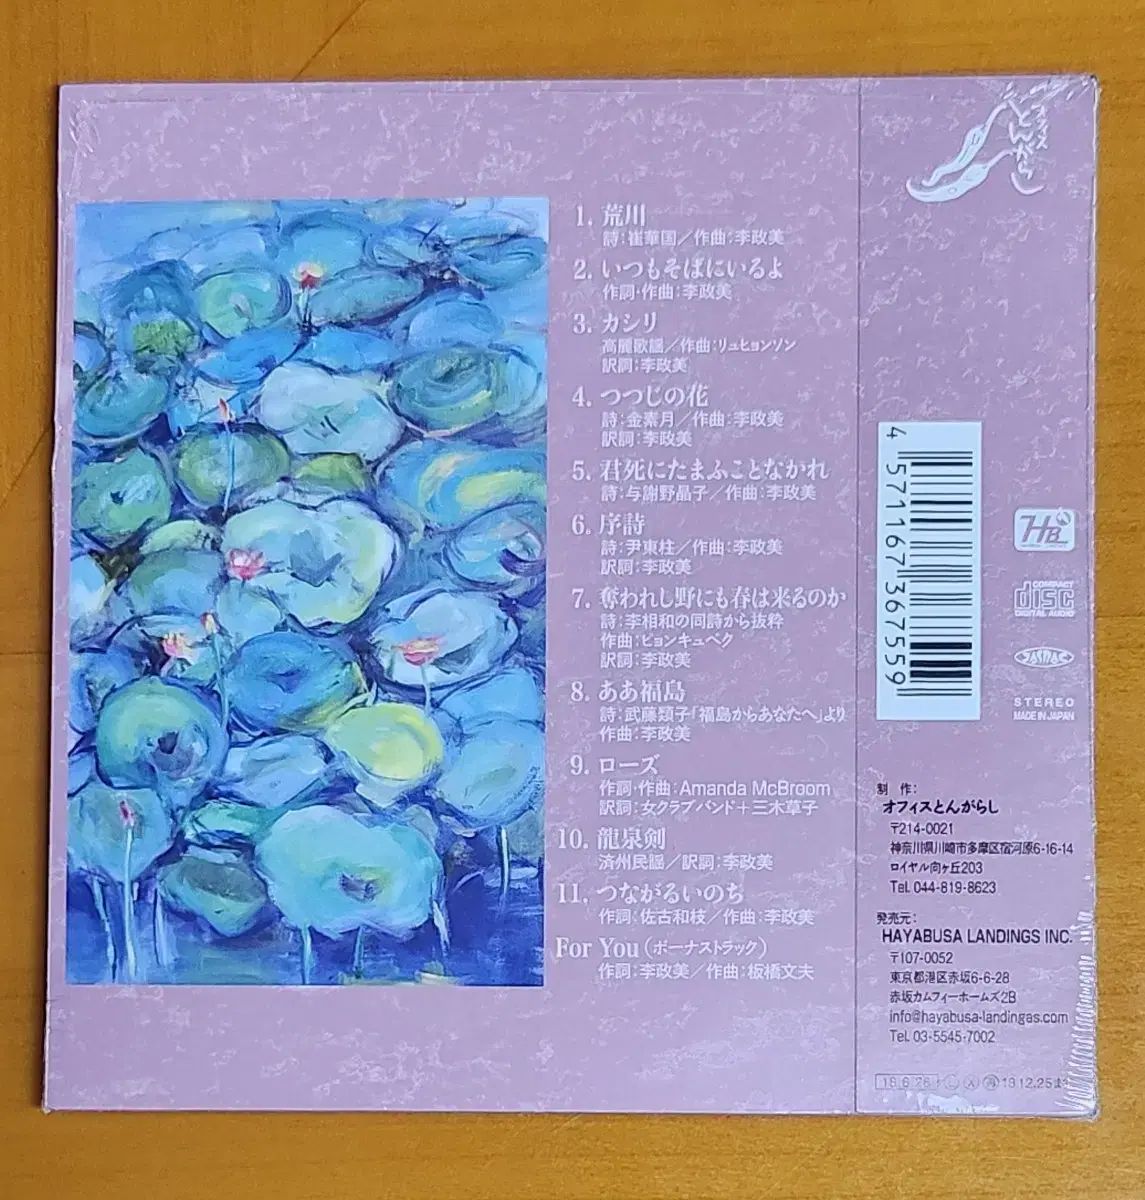 1. 荒川
詩:崔華国／作曲:李政美
2. いつもそばにいるよ
作詞・作曲:李政美
3. カシリ
高麗歌謡／作曲:リュヒョンソン
訳詞:李政美
4. つつじの花
詩:金素月／作曲:李政美
訳詞:李政美
5. 君死にたまふことなかれ
詩:与謝野晶子／作曲:李政美
6. 序詩
詩:尹東柱／作曲:李政美
訳詞:李政美
7. 奪われし野にも春は来るのか
詩:李相和の同詩から抜粋
作曲:ピョンキュベク
訳詞:李政美
8. ああ福島
詩:武藤類子「福島からあなたへ」より
作曲:李政美
9. ローズ
作詞・作曲:Amanda McBroom
訳詞:女クラブバンド+三木草子
10. 龍泉剣
済州民謡／訳詞:李政美
11. つながるいのち
作詞:佐古和枝／作曲:李政美
For You(ボーナストラック)
作詞:李政美／作曲:板橋文夫
オフィス
とんがらし
4 571167 367559
HB
COMPACT
disc
DIGITAL AUDIO
JASRAC
STEREO
MADE IN JAPAN
制 作:
オフィスとんがらし
〒214-0021
神奈川県川崎市多摩区宿河原6-16-14
ロイヤル向ヶ丘203
Tel. 044-819-8623
発売元:
HAYABUSA LANDINGS INC.
〒107-0052
東京都港区赤坂6-6-28
赤坂カムフィーホームズ2B
info@hayabusa-landingas.com
Tel. 03-5545-7002
18.6.26
18.12.25まで